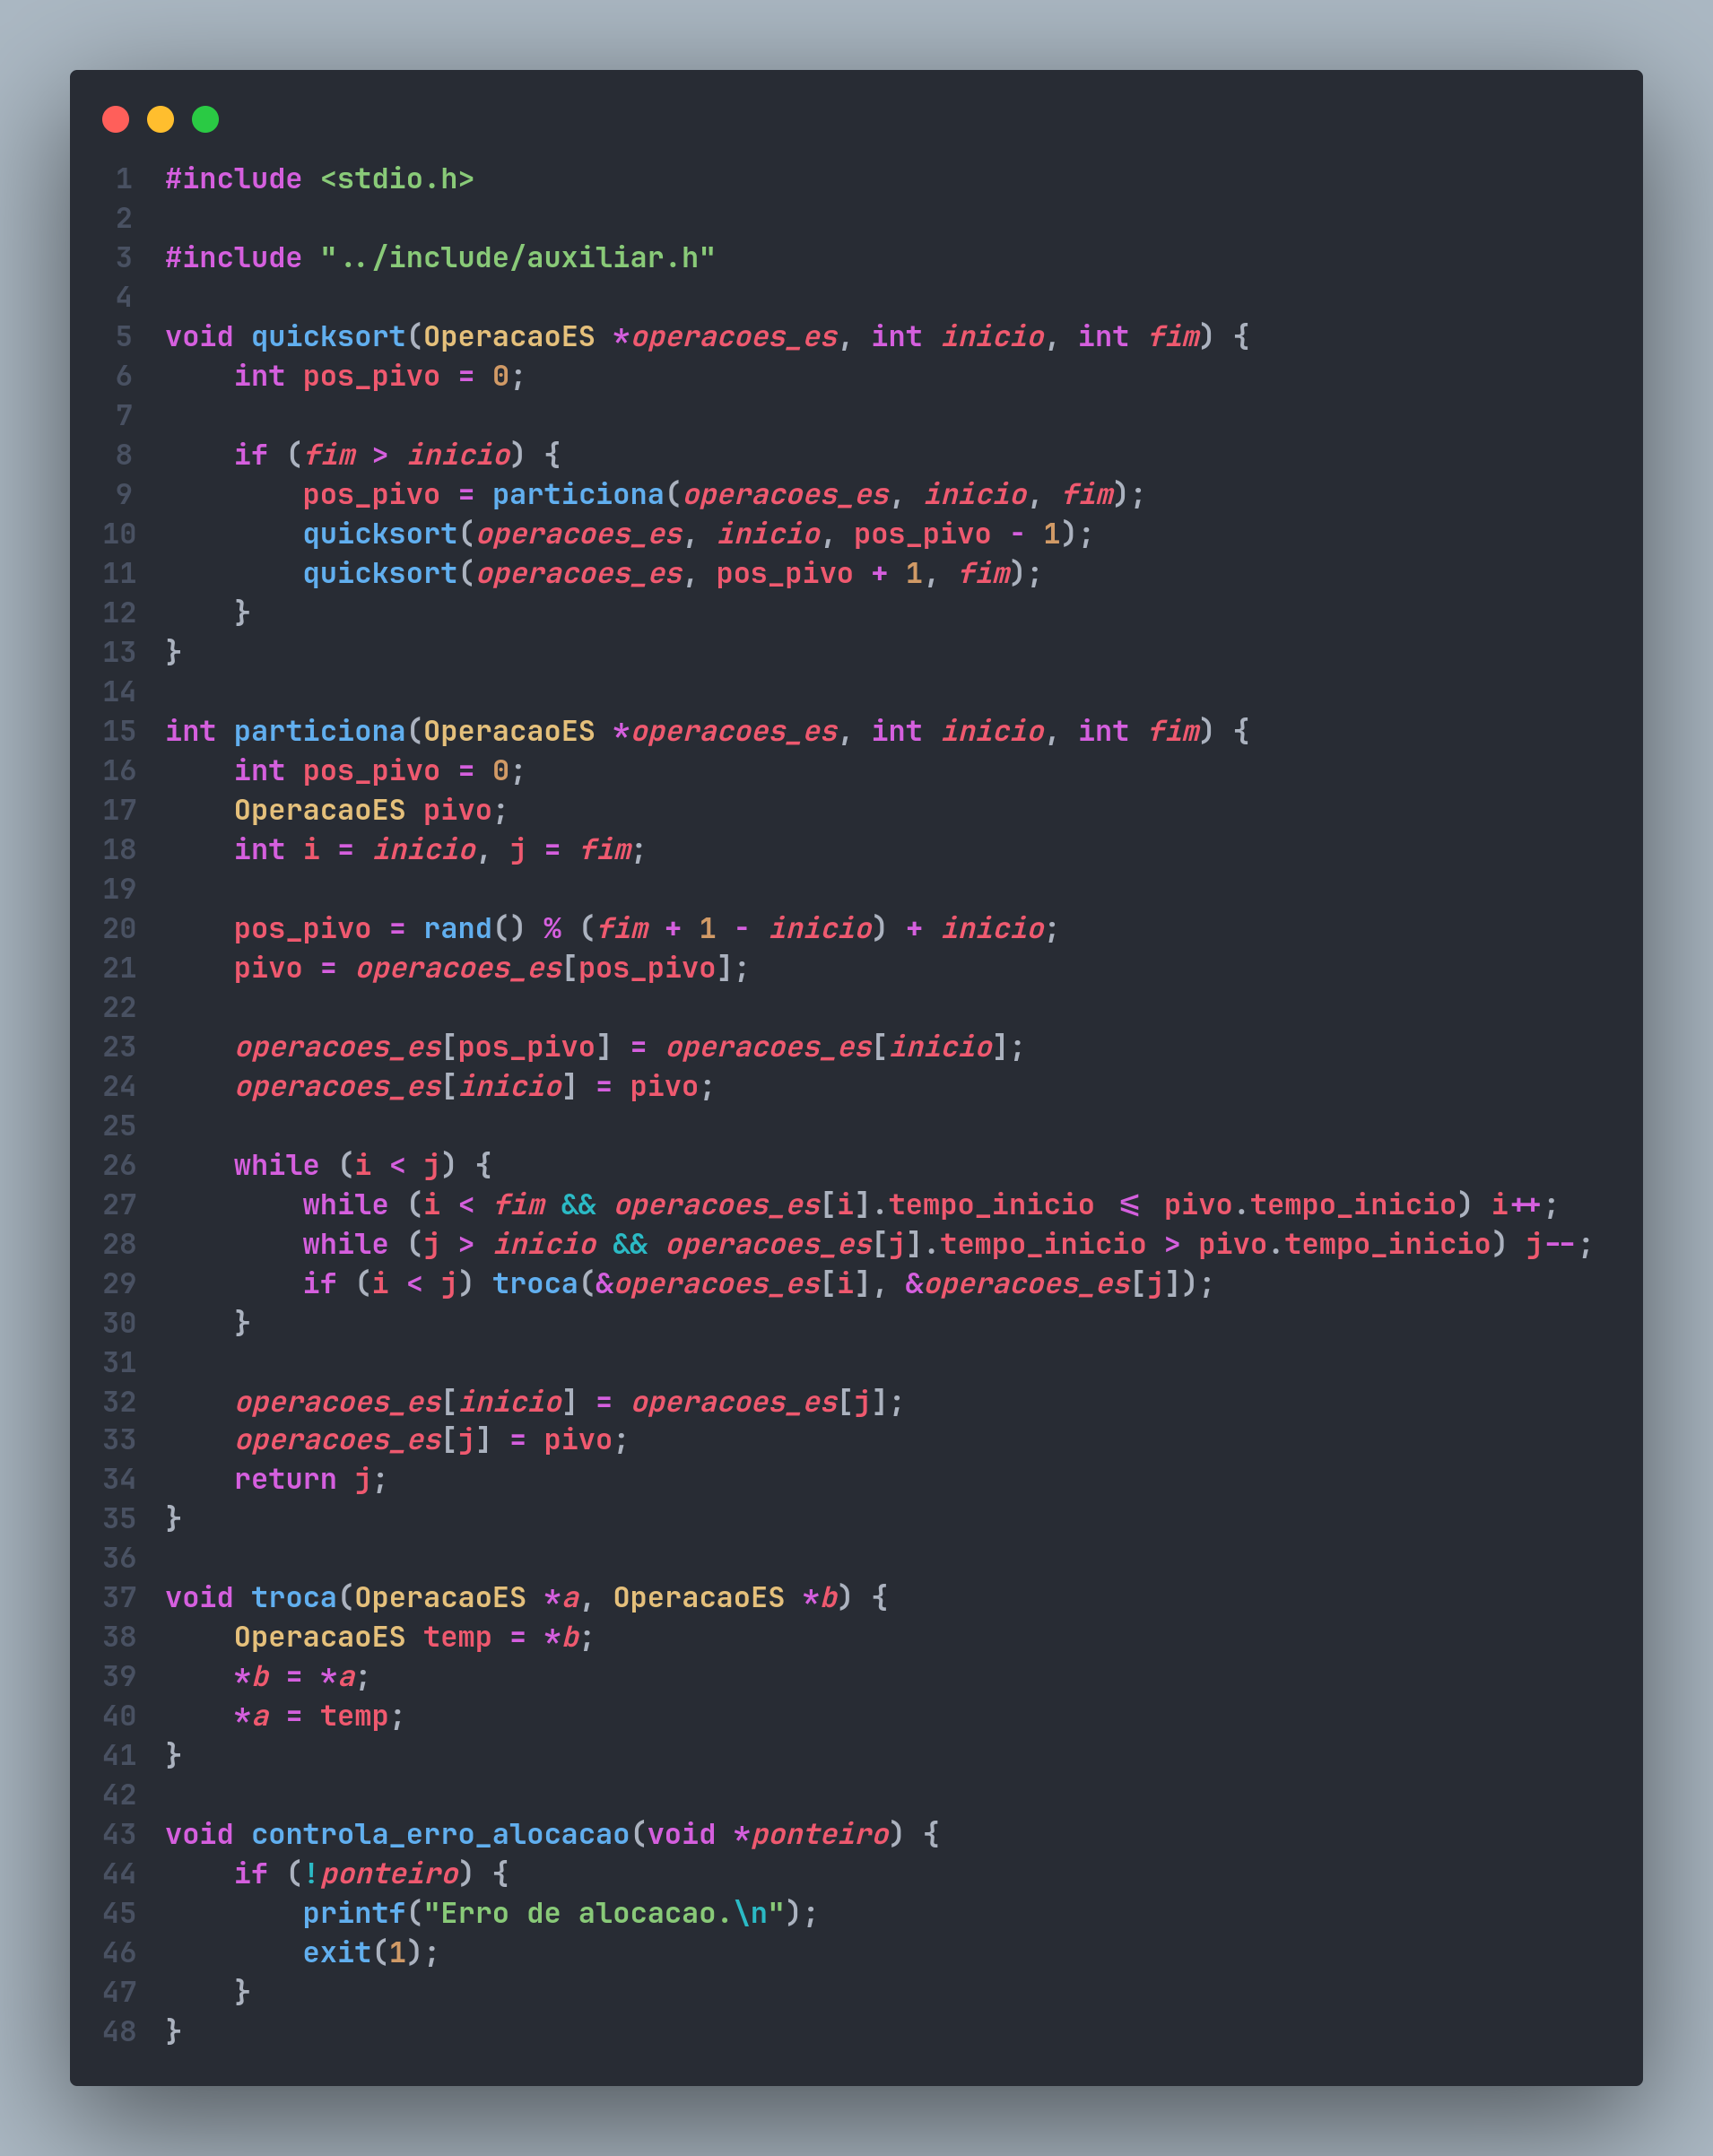 1 #include <stdio.h>
2
3 #include "../include/auxiliar.h"
4
5 void quicksort(OperacaoES *operacoes_es, int inicio, int fim) {
6     int pos_pivo = 0;
7
8     if (fim > inicio) {
9         pos_pivo = particiona(operacoes_es, inicio, fim);
10         quicksort(operacoes_es, inicio, pos_pivo - 1);
11         quicksort(operacoes_es, pos_pivo + 1, fim);
12     }
13 }
14
15 int particiona(OperacaoES *operacoes_es, int inicio, int fim) {
16     int pos_pivo = 0;
17     OperacaoES pivo;
18     int i = inicio, j = fim;
19
20     pos_pivo = rand() % (fim + 1 - inicio) + inicio;
21     pivo = operacoes_es[pos_pivo];
22
23     operacoes_es[pos_pivo] = operacoes_es[inicio];
24     operacoes_es[inicio] = pivo;
25
26     while (i < j) {
27         while (i < fim && operacoes_es[i].tempo_inicio <= pivo.tempo_inicio) i++;
28         while (j > inicio && operacoes_es[j].tempo_inicio > pivo.tempo_inicio) j--;
29         if (i < j) troca(&operacoes_es[i], &operacoes_es[j]);
30     }
31
32     operacoes_es[inicio] = operacoes_es[j];
33     operacoes_es[j] = pivo;
34     return j;
35 }
36
37 void troca(OperacaoES *a, OperacaoES *b) {
38     OperacaoES temp = *b;
39     *b = *a;
40     *a = temp;
41 }
42
43 void controla_erro_alocacao(void *ponteiro) {
44     if (!ponteiro) {
45         printf("Erro de alocacao.\n");
46         exit(1);
47     }
48 }